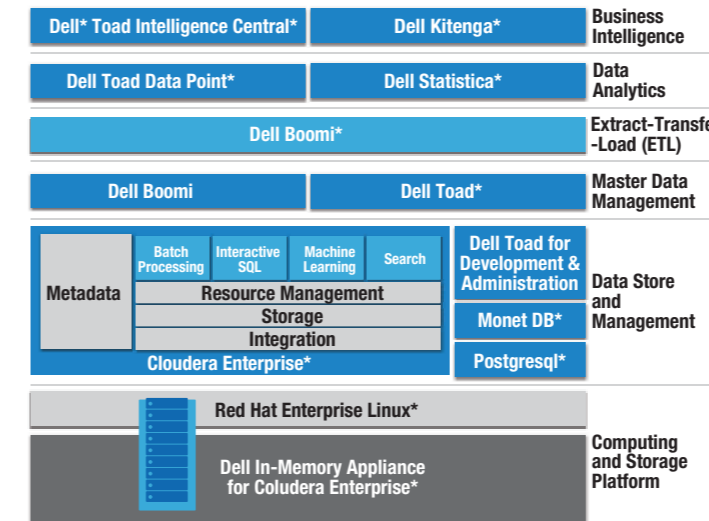 Dell* Toad Intelligence Central*
Dell Kitenga*
Business
Intelligence
Dell Toad Data Point*
Dell Statistica*
Data
Analytics
Dell Boomi*
Extract-Transfe
-Load (ETL)
Dell Boomi
Dell Toad*
Master Data
Management
Metadata
Batch
Processing
Interactive
SQL
Machine
Learning
Search
Resource Management
Storage
Integration
Cloudera Enterprise*
Dell Toad for
Development &
Administration
Monet DB*
Postgresql*
Data Store
and
Management
Red Hat Enterprise Linux*
Dell In-Memory Appliance
for Coludera Enterprise*
Computing
and Storage
Platform